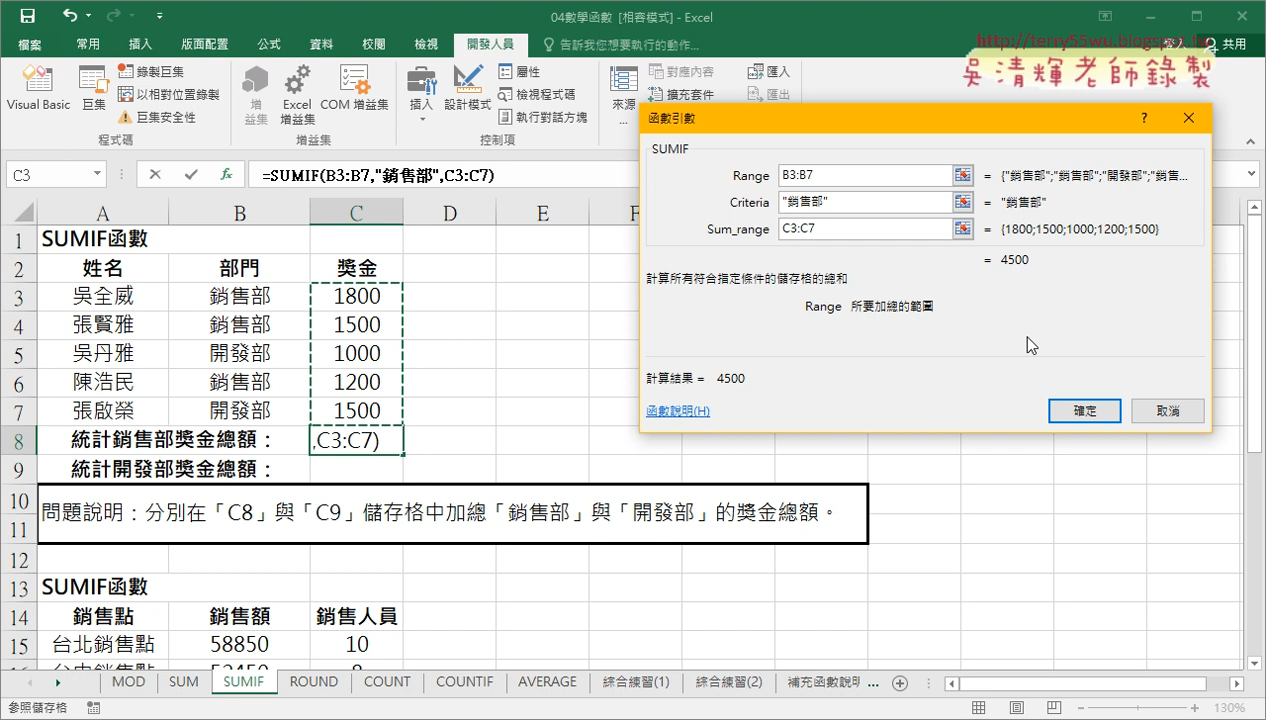 04數學函數 [相容模式] - Excel
檔案 常用 插入 版面配置 公式 資料 校閱 檢視 開發人員 告訴我您想要執行的動作... 登入 共用
http://terry55wu.blogspot.tw
吳清輝老師錄製
Visual Basic 巨集 錄製巨集 以相對位置錄製 巨集安全性 增益集 Excel 增益集 COM 增益集 插入 設計模式 屬性 檢視程式碼 執行對話方塊 來源... 對應內容 擴充套件 匯入 匯出
程式碼 增益集 控制項
C3 =SUMIF(B3:B7,"銷售部",C3:C7)
函數引數 ?
SUMIF
Range B3:B7 = {"銷售部";"銷售部";"開發部";"銷售...
Criteria "銷售部" = "銷售部"
Sum_range C3:C7 = {1800;1500;1000;1200;1500}
= 4500
計算所有符合指定條件的儲存格的總和
Range 所要加總的範圍
計算結果 = 4500
函數說明(H) 確定 取消
A B C D E F
1 SUMIF函數
2 姓名 部門 獎金
3 吳全威 銷售部 1800
4 張賢雅 銷售部 1500
5 吳丹雅 開發部 1000
6 陳浩民 銷售部 1200
7 張啟榮 開發部 1500
8 統計銷售部獎金總額： ,C3:C7)
9 統計開發部獎金總額：
10 問題說明：分別在「C8」與「C9」儲存格中加總「銷售部」與「開發部」的獎金總額。
11
12
13 SUMIF函數
14 銷售點 銷售額 銷售人員
15 台北銷售點 58850 10
MOD SUM SUMIF ROUND COUNT COUNTIF AVERAGE 綜合練習(1) 綜合練習(2) 補充函數說明 ...
參照儲存格 130%